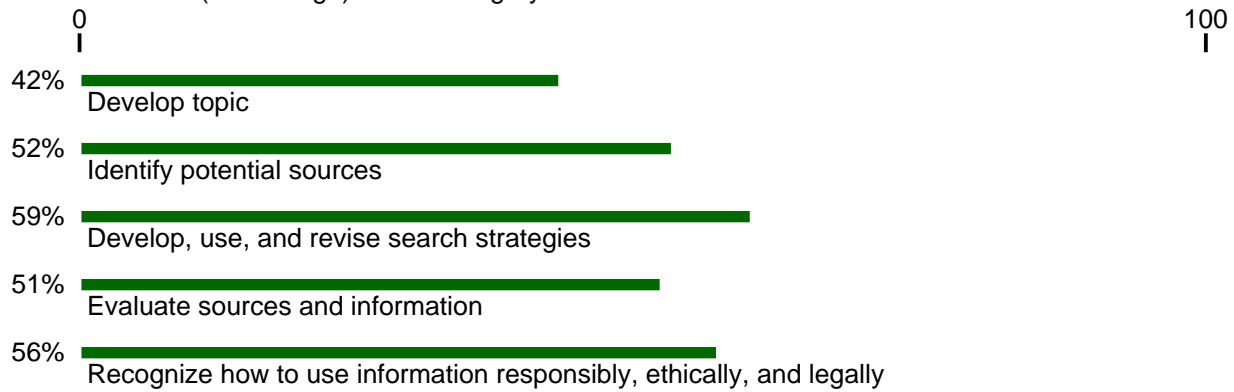 0 100
42%
Develop topic
52%
Identify potential sources
59%
Develop, use, and revise search strategies
51%
Evaluate sources and information
56%
Recognize how to use information responsibly, ethically, and legally